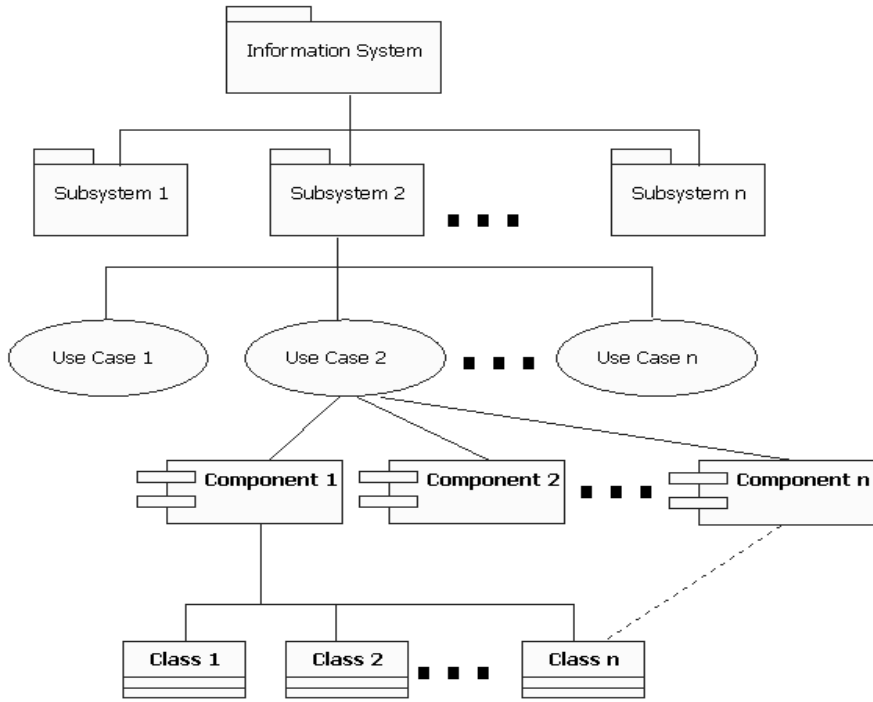 Information System
Subsystem 1
Subsystem 2
Subsystem n
Use Case 1
Use Case 2
Use Case n
Component 1
Component 2
Component n
Class 1
Class 2
Class n